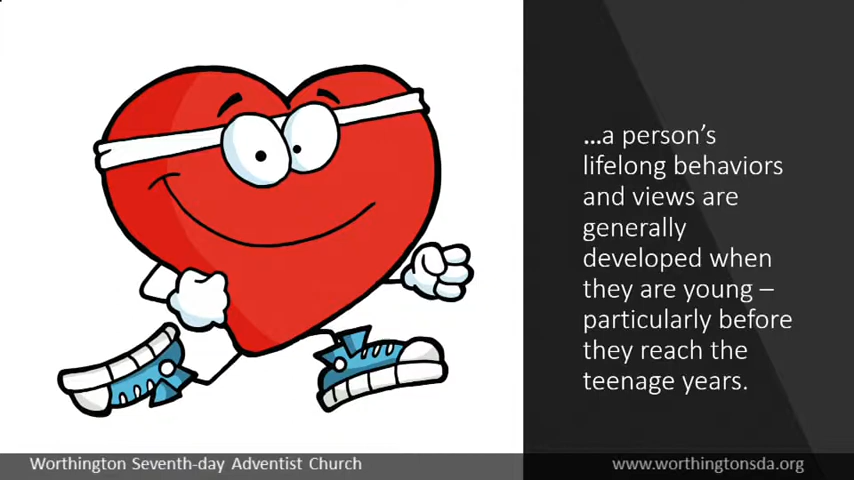 ...a person's
lifelong behaviors
and views are
generally
developed when
they are young –
particularly before
they reach the
teenage years.
Worthington Seventh-day Adventist Church
www.worthingtonsda.org